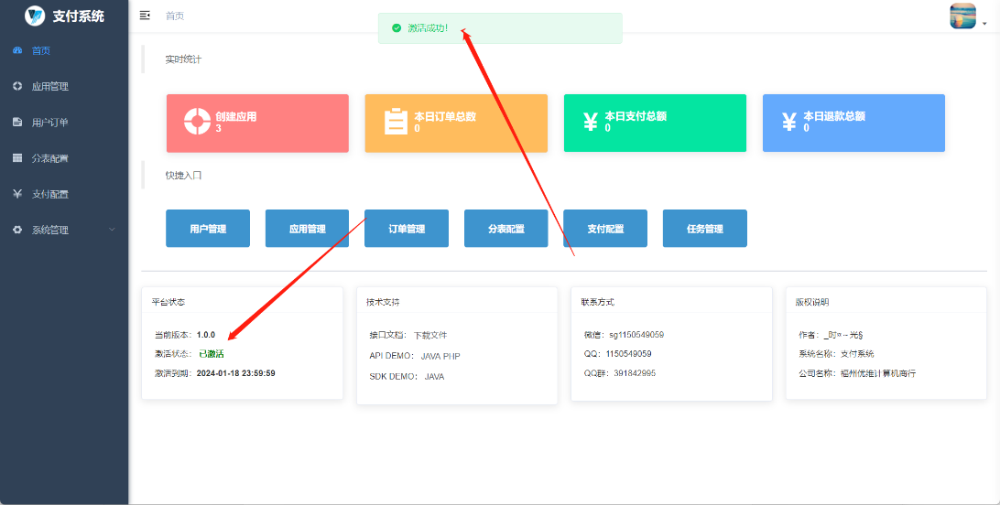 支付系统
首页
激活成功!
首页
应用管理
用户订单
分表配置
支付配置
系统管理
实时统计
创建应用
3
本日订单总数
0
本日支付总额
0
本日退款总额
0
快捷入口
用户管理
应用管理
订单管理
分表配置
支付配置
任务管理
平台状态
当前版本：1.0.0
激活状态：已激活
激活到期：2024-01-18 23:59:59
技术支持
接口文档：下载文件
API DEMO： JAVA PHP
SDK DEMO： JAVA
联系方式
微信：sg1150549059
QQ：1150549059
QQ群：391842995
版权说明
作者：_时¤～光§
系统名称：支付系统
公司名称：福州优维计算机商行